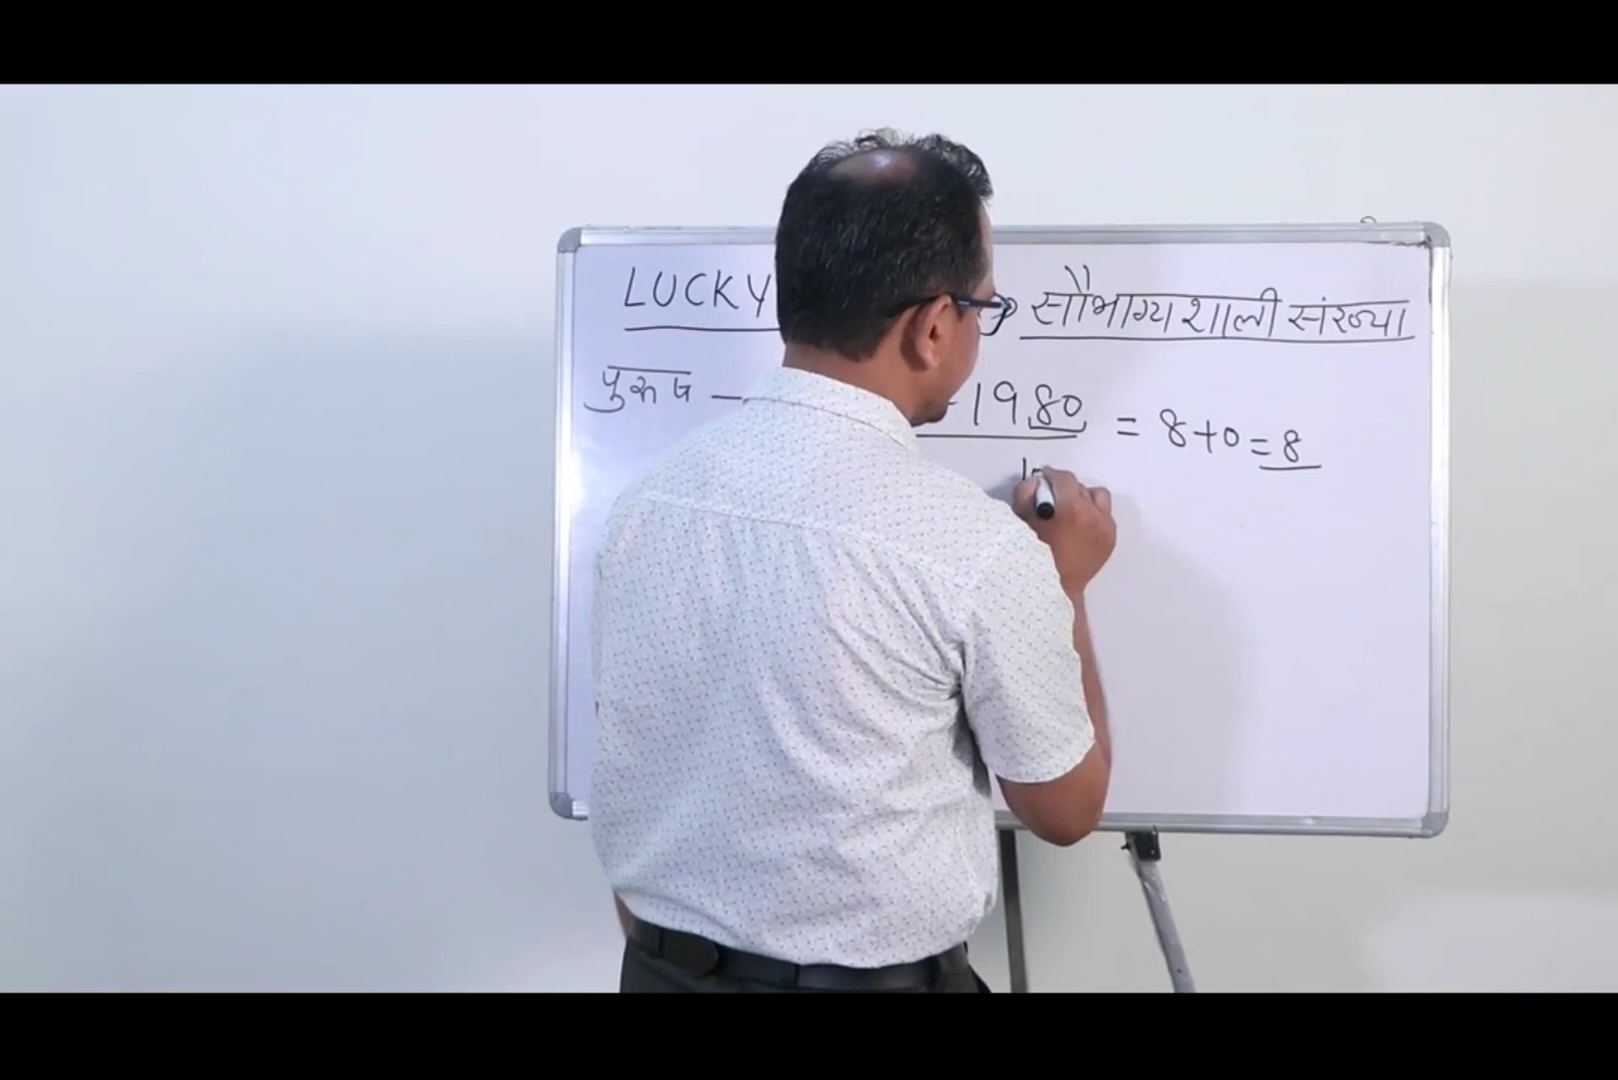 LUCKY सौभाग्यशाली संख्या
पुरूष — - 1980 = 8+0 = 8